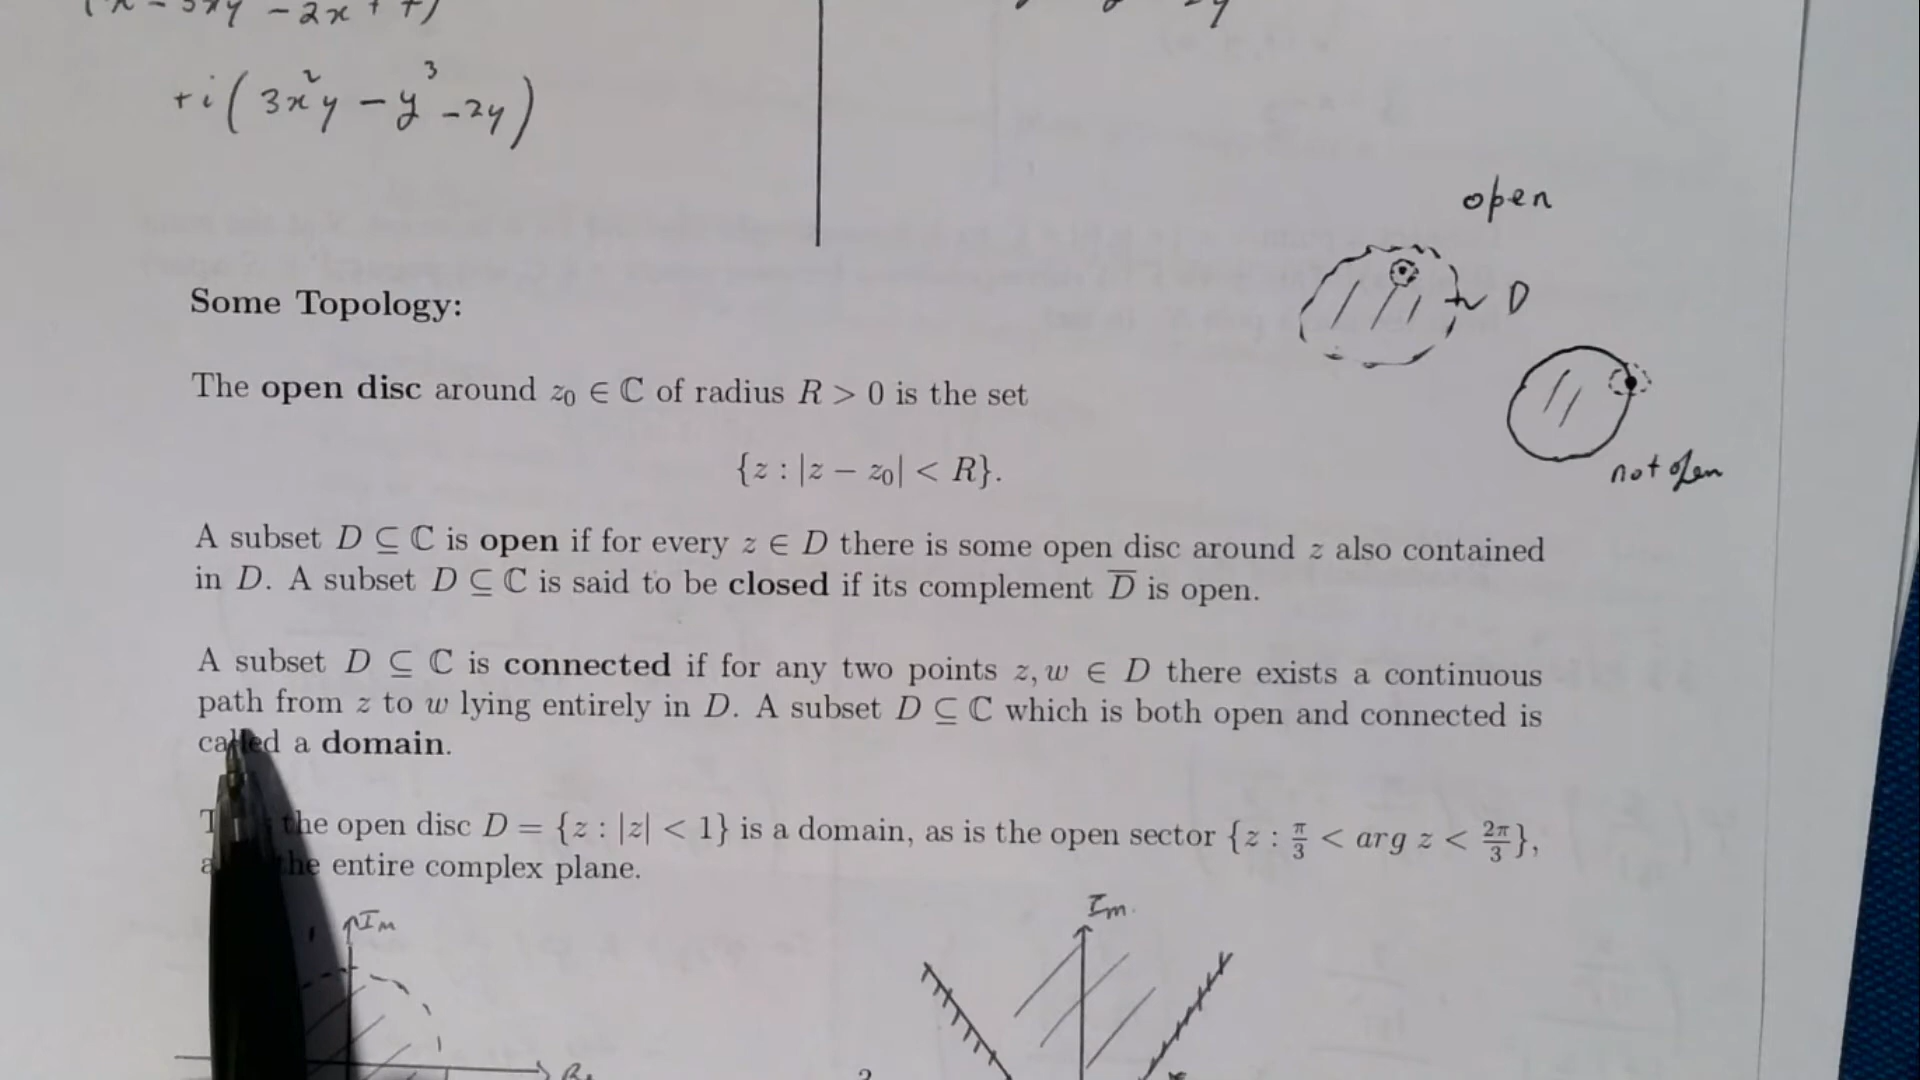 + i ( 3x²y - y³ - 2y )
open
D
Some Topology:
The open disc around z₀ ∈ ℂ of radius R > 0 is the set
{z : |z − z₀| < R}.
not open
A subset D ⊆ ℂ is open if for every z ∈ D there is some open disc around z also contained
in D. A subset D ⊆ ℂ is said to be closed if its complement D̅ is open.
A subset D ⊆ ℂ is connected if for any two points z, w ∈ D there exists a continuous
path from z to w lying entirely in D. A subset D ⊆ ℂ which is both open and connected is
called a domain.
the open disc D = {z : |z| < 1} is a domain, as is the open sector {z : π/3 < arg z < 2π/3},
the entire complex plane.
Im
Im
2